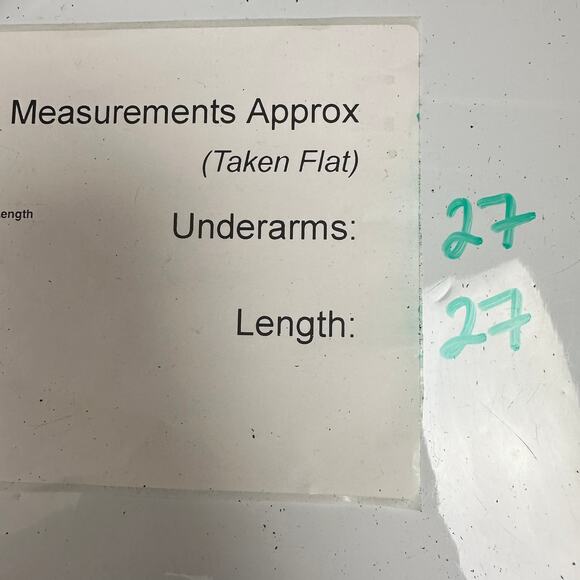 Measurements Approx
(Taken Flat)
ength
Underarms: 27
Length: 27